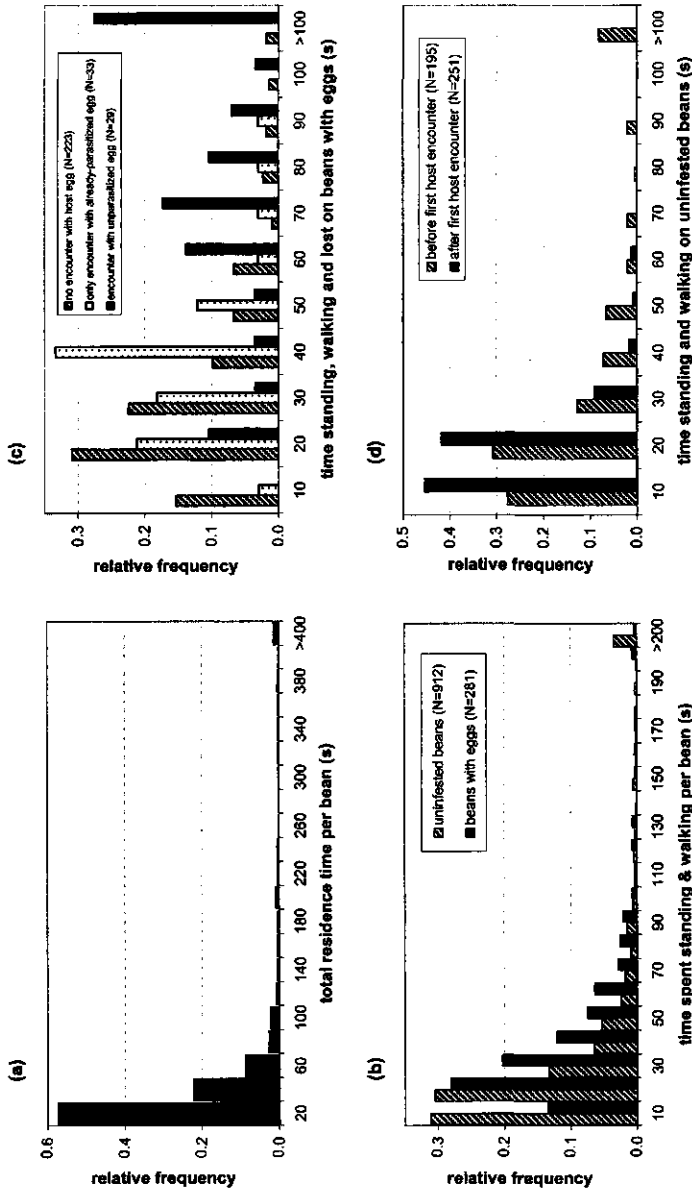 (a)
relative frequency
0.6
0.4
0.2
0.0
20 60 100 140 180 220 260 300 340 380 >400
total residence time per bean (s)
(b)
relative frequency
0.3
0.2
0.1
0.0
uninfested beans (N=912)
beans with eggs (N=281)
10 30 50 70 90 110 130 150 170 190 >200
time spent standing & walking per bean (s)
(c)
relative frequency
0.3
0.2
0.1
0.0
no encounter with host egg (N=223)
only encounter with already-parasitized egg (N=33)
encounter with unparasitized egg (N=29)
10 20 30 40 50 60 70 80 90 100 >100
time standing, walking and lost on beans with eggs (s)
(d)
relative frequency
0.5
0.4
0.3
0.2
0.1
0.0
before first host encounter (N=195)
after first host encounter (N=251)
10 20 30 40 50 60 70 80 90 100 >100
time standing and walking on uninfested beans (s)